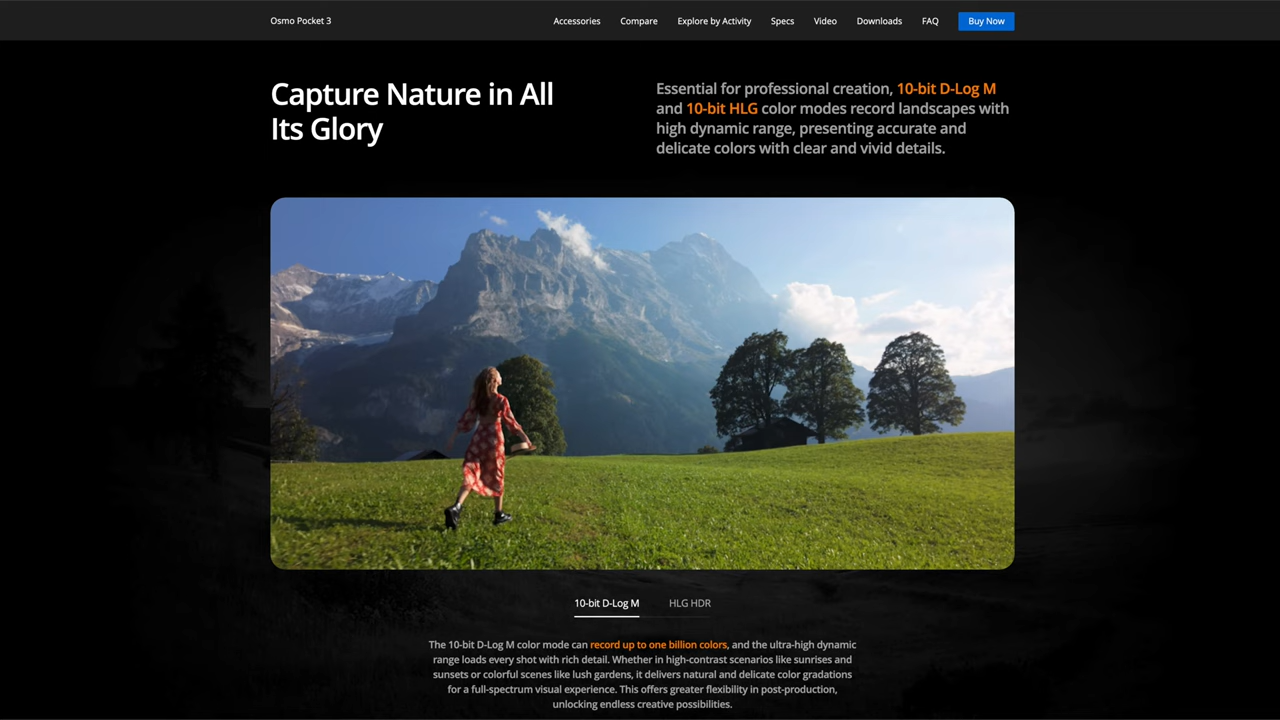 Osmo Pocket 3
Accessories
Compare
Explore by Activity
Specs
Video
Downloads
FAQ
Buy Now
Capture Nature in All
Its Glory
Essential for professional creation, 10-bit D-Log M
and 10-bit HLG color modes record landscapes with
high dynamic range, presenting accurate and
delicate colors with clear and vivid details.
10-bit D-Log M
HLG HDR
The 10-bit D-Log M color mode can record up to one billion colors, and the ultra-high dynamic
range loads every shot with rich detail. Whether in high-contrast scenarios like sunrises and
sunsets or colorful scenes like lush gardens, it delivers natural and delicate color gradations
for a full-spectrum visual experience. This offers greater flexibility in post-production,
unlocking endless creative possibilities.